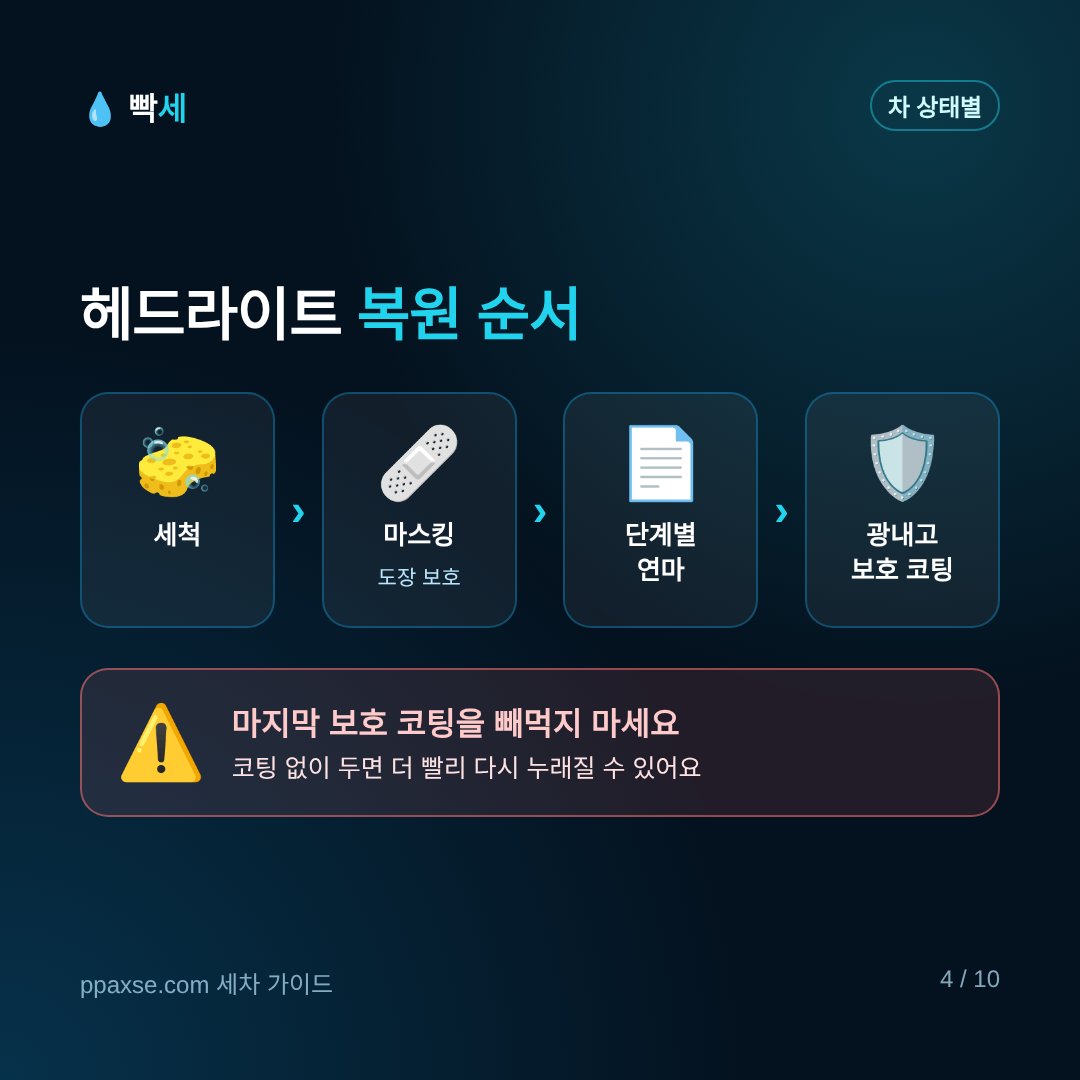 빡세
차 상태별
헤드라이트 복원 순서
세척
›
마스킹
도장 보호
›
단계별
연마
›
광내고
보호 코팅
마지막 보호 코팅을 빼먹지 마세요
코팅 없이 두면 더 빨리 다시 누래질 수 있어요
ppaxse.com 세차 가이드
4 / 10